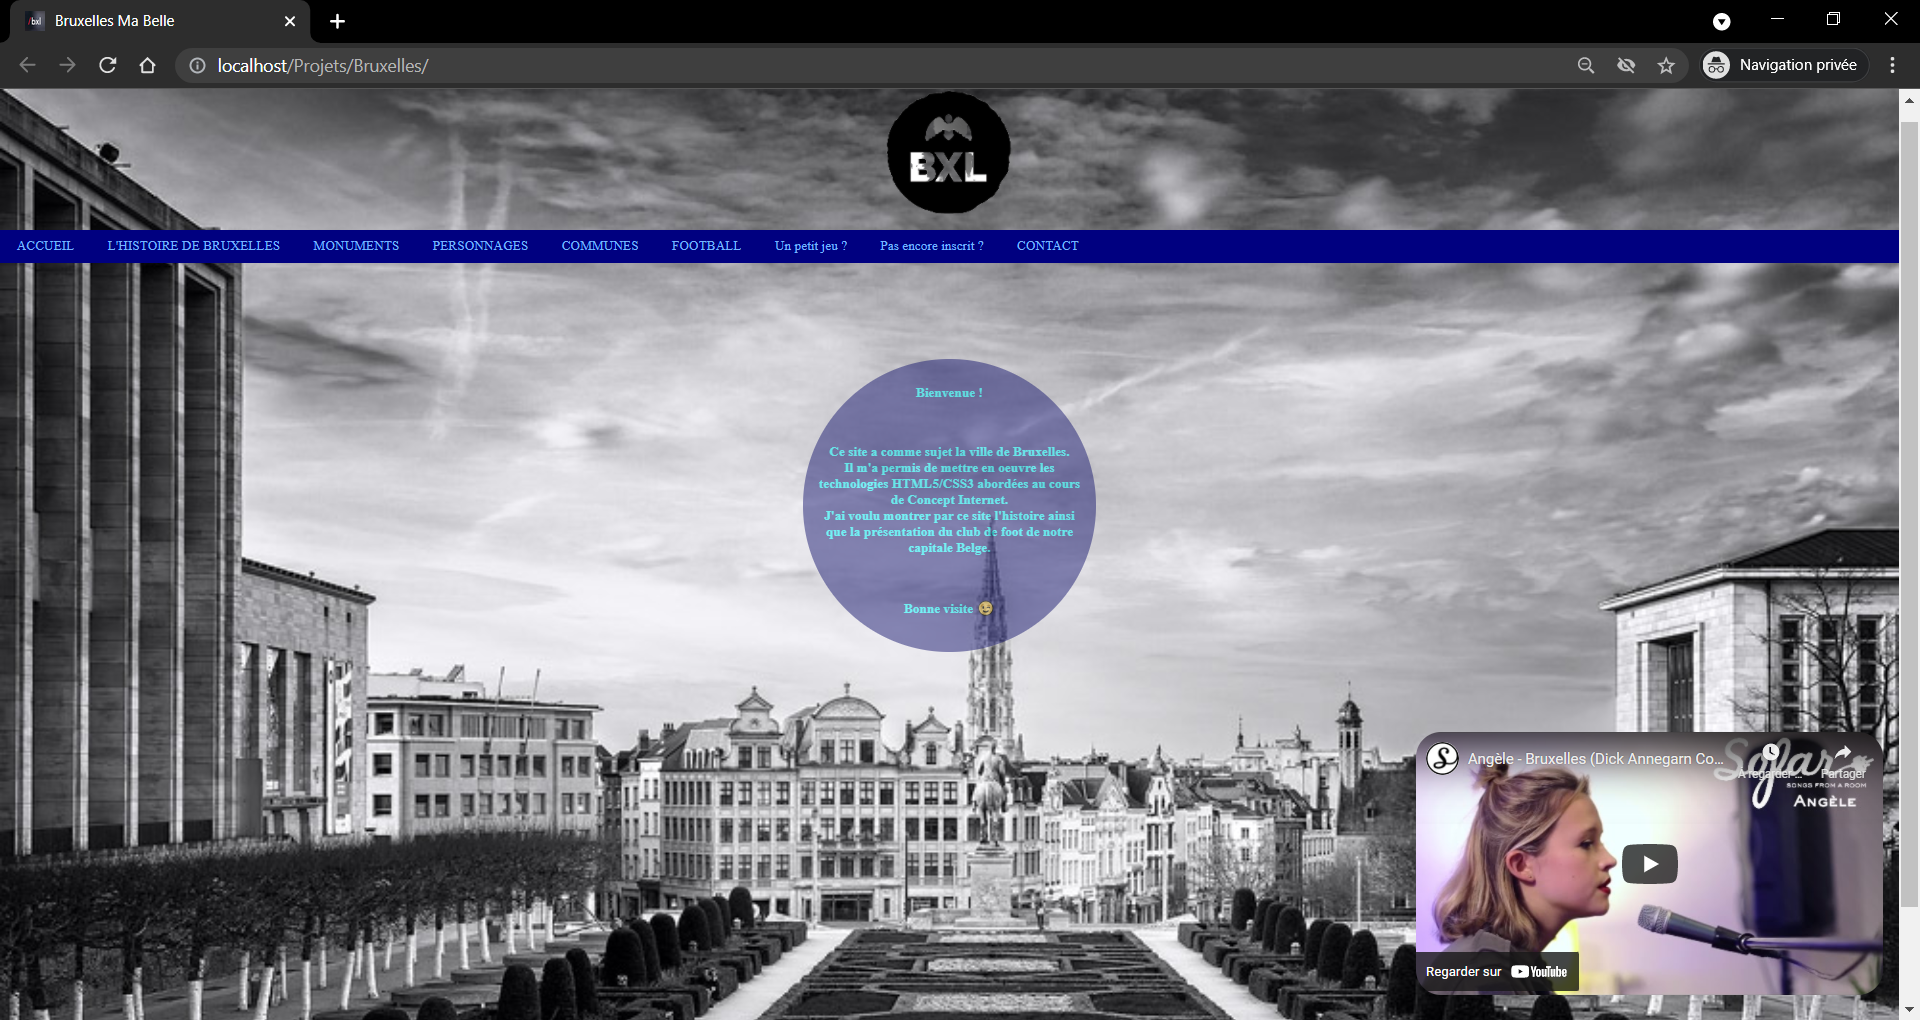 /bxl Bruxelles Ma Belle
localhost/Projets/Bruxelles/
Navigation privée
BXL
ACCUEIL L'HISTOIRE DE BRUXELLES MONUMENTS PERSONNAGES COMMUNES FOOTBALL Un petit jeu ? Pas encore inscrit ? CONTACT
Bienvenue !
Ce site a comme sujet la ville de Bruxelles.
Il m'a permis de mettre en oeuvre les
technologies HTML5/CSS3 abordées au cours
de Concept Internet.
J'ai voulu montrer par ce site l'histoire ainsi
que la présentation du club de foot de notre
capitale Belge.
Bonne visite 😉
Angèle - Bruxelles (Dick Annegarn Co...
Sofar
À regarder ... Partager
SONGS FROM A ROOM
ANGÈLE
Regarder sur YouTube